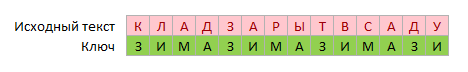 Исходный текст К Л А Д З А Р Ы Т В С А Д У
Ключ З И М А З И М А З И М А З И